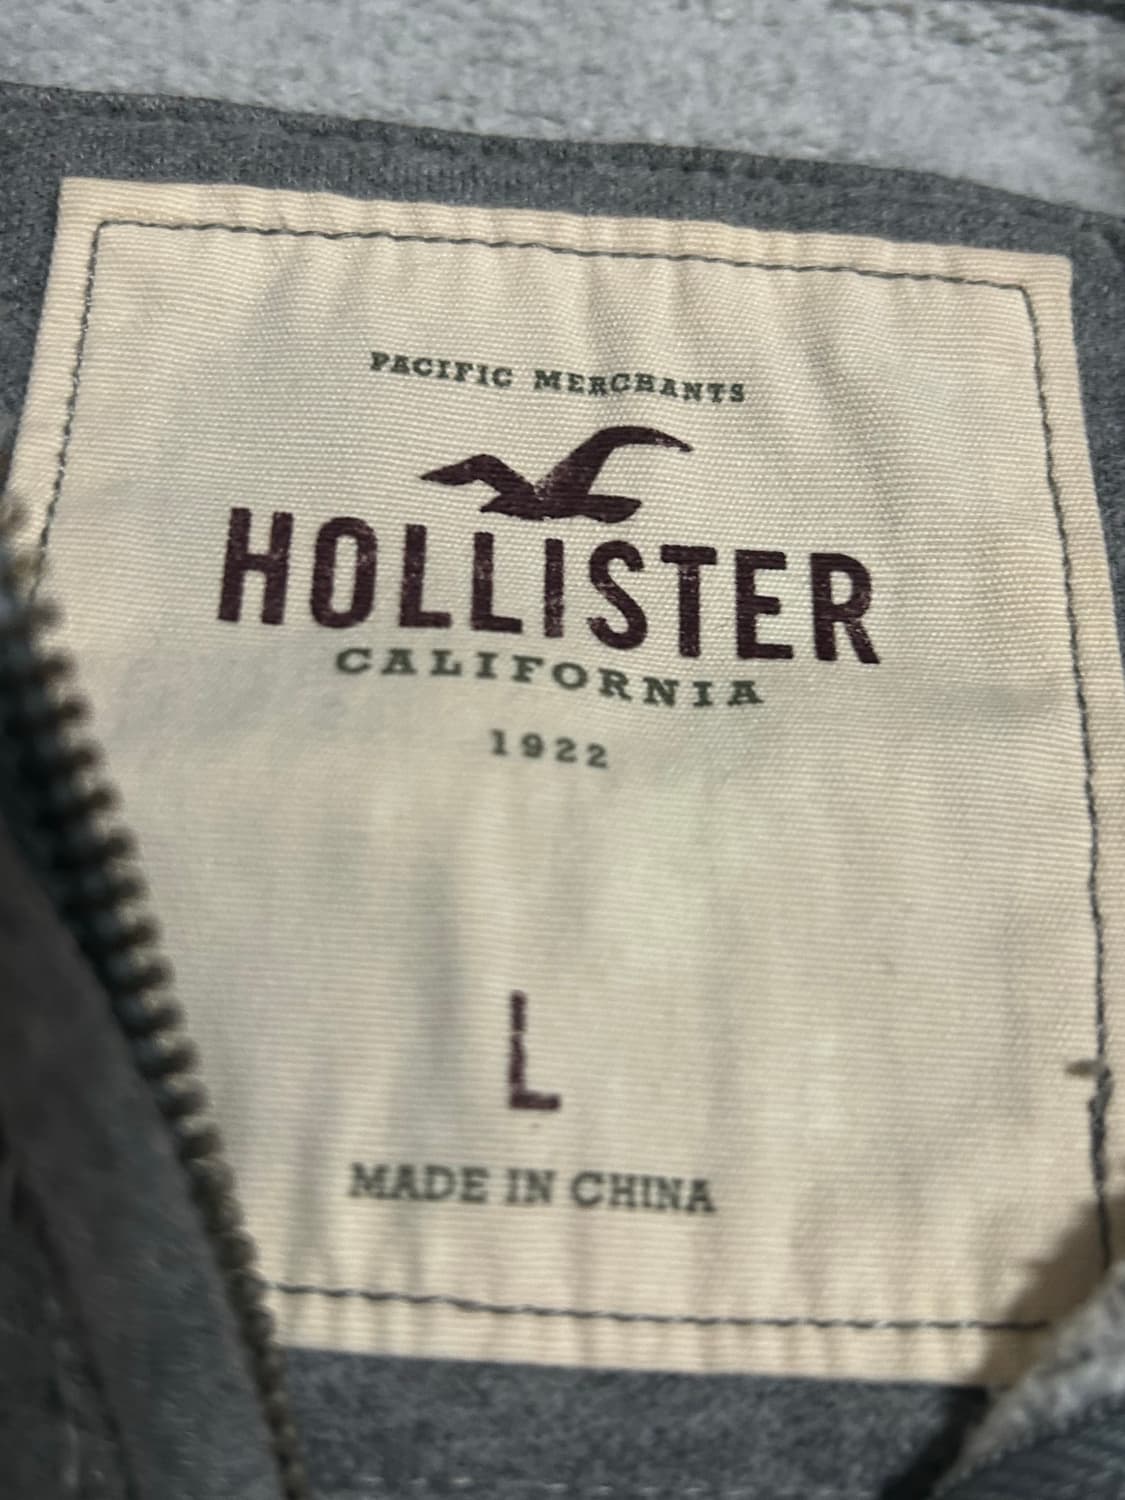 PACIFIC MERCHANTS
HOLLISTER
CALIFORNIA
1922
L
MADE IN CHINA